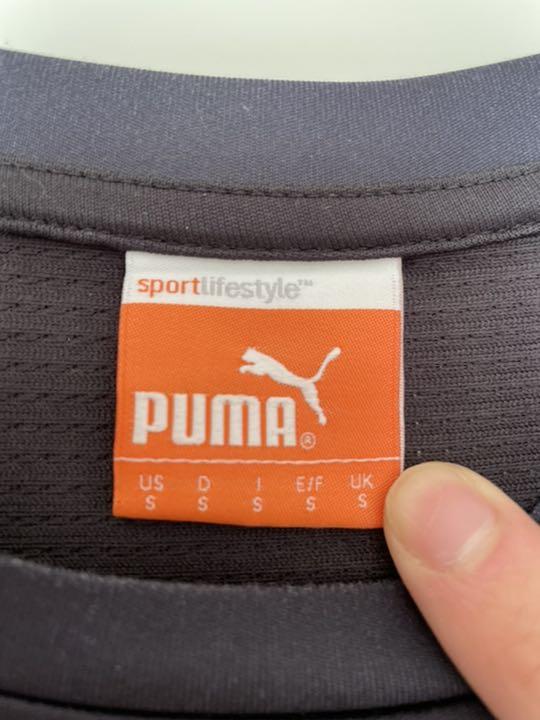 sportlifestyle™
PUMA®
US D I E/F UK
S S S S S